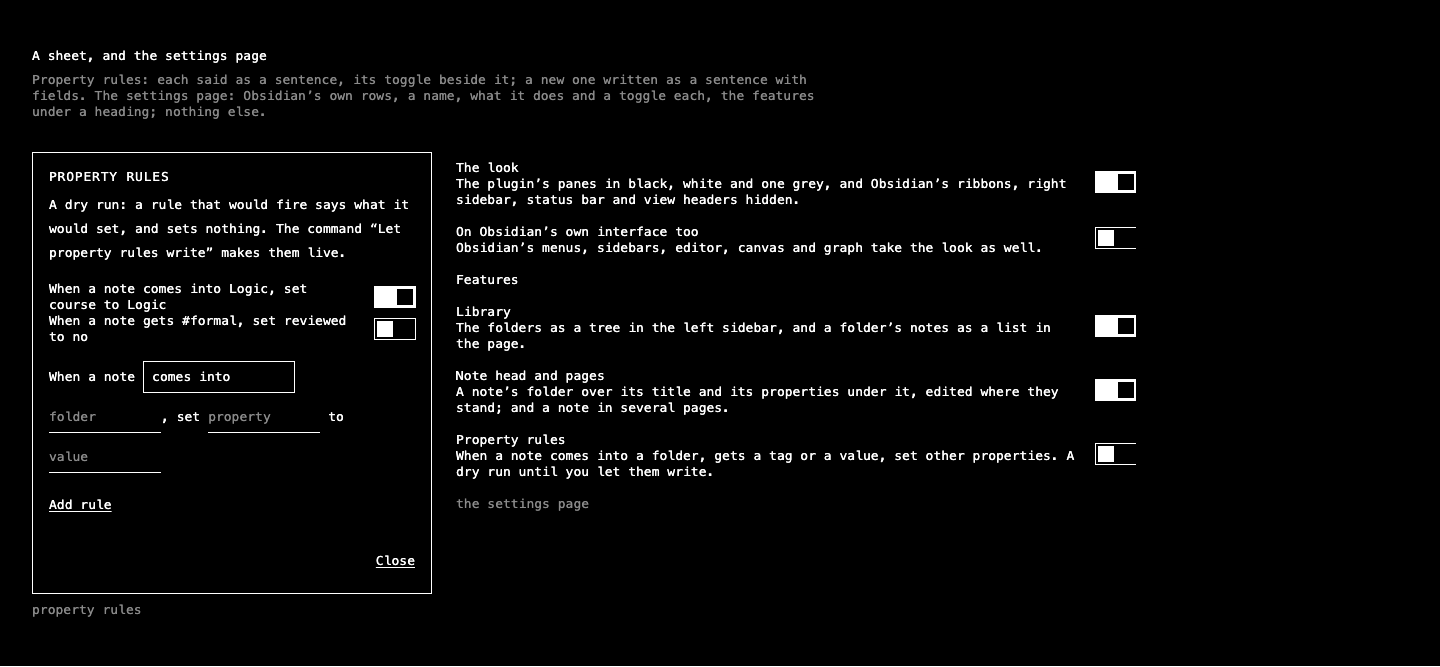 A sheet, and the settings page
Property rules: each said as a sentence, its toggle beside it; a new one written as a sentence with
fields. The settings page: Obsidian’s own rows, a name, what it does and a toggle each, the features
under a heading; nothing else.
PROPERTY RULES
A dry run: a rule that would fire says what it
would set, and sets nothing. The command “Let
property rules write” makes them live.
When a note comes into Logic, set
course to Logic
When a note gets #formal, set reviewed
to no
When a note comes into
folder , set property to
value
Add rule
Close
property rules
The look
The plugin’s panes in black, white and one grey, and Obsidian’s ribbons, right
sidebar, status bar and view headers hidden.
On Obsidian’s own interface too
Obsidian’s menus, sidebars, editor, canvas and graph take the look as well.
Features
Library
The folders as a tree in the left sidebar, and a folder’s notes as a list in
the page.
Note head and pages
A note’s folder over its title and its properties under it, edited where they
stand; and a note in several pages.
Property rules
When a note comes into a folder, gets a tag or a value, set other properties. A
dry run until you let them write.
the settings page